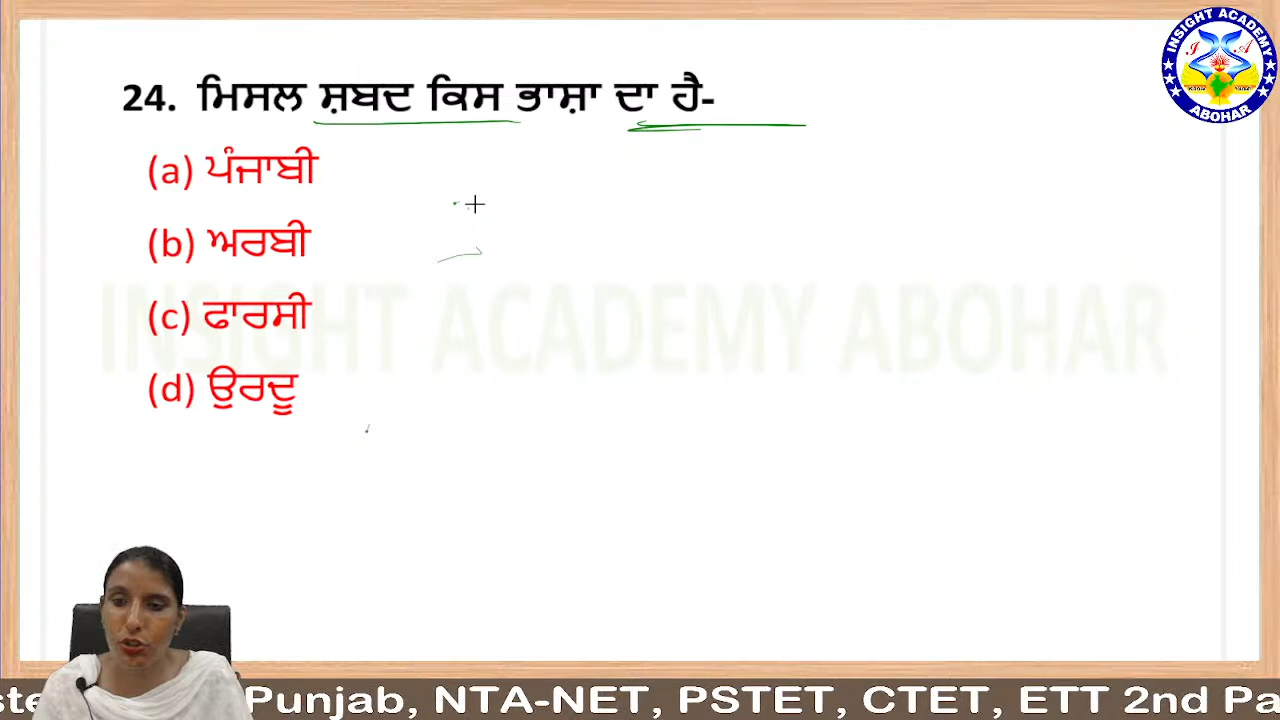 INSIGHT ACADEMY
I A
ABOHAR
24. ਮਿਸਲ ਸ਼ਬਦ ਕਿਸ ਭਾਸ਼ਾ ਦਾ ਹੈ-
(a) ਪੰਜਾਬੀ
(b) ਅਰਬੀ
(c) ਫਾਰਸੀ
(d) ਉਰਦੂ
INSIGHT ACADEMY ABOHAR
Punjab, NTA-NET, PSTET, CTET, ETT 2nd Pa